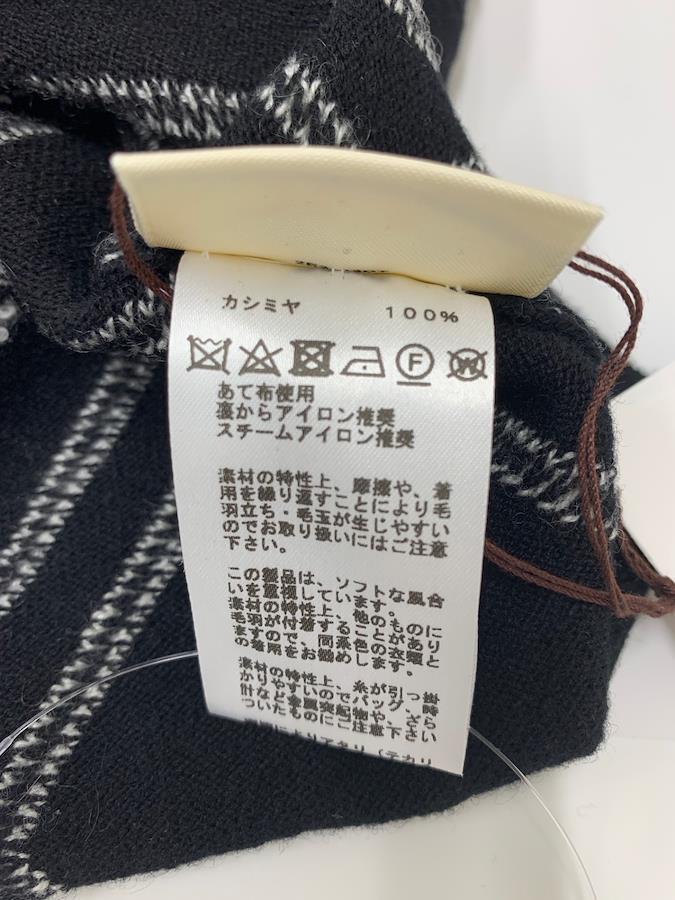 カシミヤ 100%
F
W
あて布使用
裏からアイロン推奨
スチームアイロン推奨
素材の特性上、摩擦や、着
用を繰り返すことにより毛
羽立ち・毛玉が生じやすい
のでお取り扱いにはご注意
下さい。
この製品は、ソフトな風合
いを重視しています。
素材の特性上、他のものに
毛羽が付着することがあり
ますので、同系色の衣類と
の着用をお勧めします。
素材の特性上、糸が引っ掛
かりやすいのでバッグ、時
計など金属の突起物や、ざら
ついたものにご注意下さい